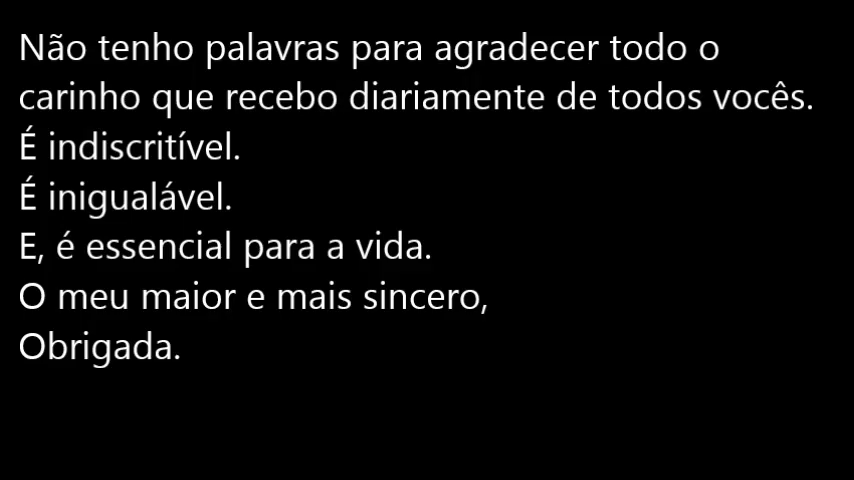 Não tenho palavras para agradecer todo o
carinho que recebo diariamente de todos vocês.
É indiscritível.
É inigualável.
E, é essencial para a vida.
O meu maior e mais sincero,
Obrigada.